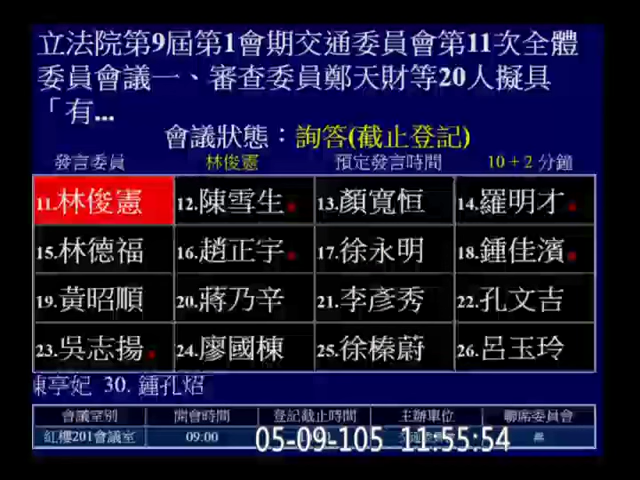 立法院第9屆第1會期交通委員會第11次全體
委員會議一、審查委員鄭天財等20人擬具
「有...
會議狀態：詢答(截止登記)
發言委員 林俊憲 預定發言時間 10+2 分鐘
11.林俊憲 12.陳雪生 13.顏寬恒 14.羅明才
15.林德福 16.趙正宇 17.徐永明 18.鍾佳濱
19.黃昭順 20.蔣乃辛 21.李彥秀 22.孔文吉
23.吳志揚 24.廖國棟 25.徐榛蔚 26.呂玉玲
陳亭妃 30. 鍾孔炤
會議室別 開會時間 登記截止時間 主辦單位 聯席委員會
紅樓201會議室 09:00 無
05-09-105 11:55:54